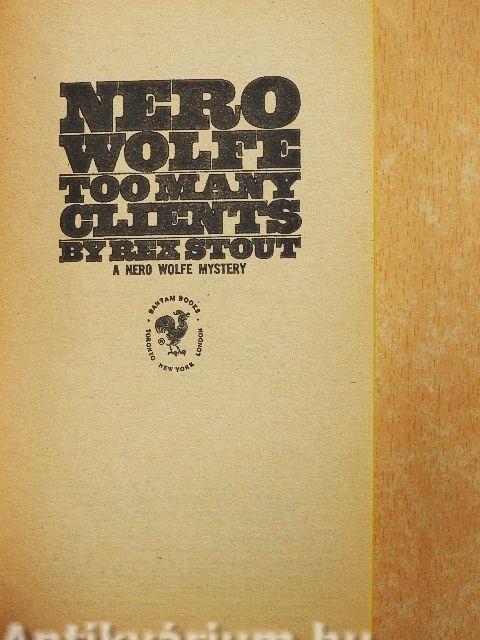 NERO
WOLFE
TOO MANY
CLIENTS
BY REX STOUT
A NERO WOLFE MYSTERY
• BANTAM BOOKS •
®
TORONTO
NEW YORK
LONDON
Antikvárium.hu